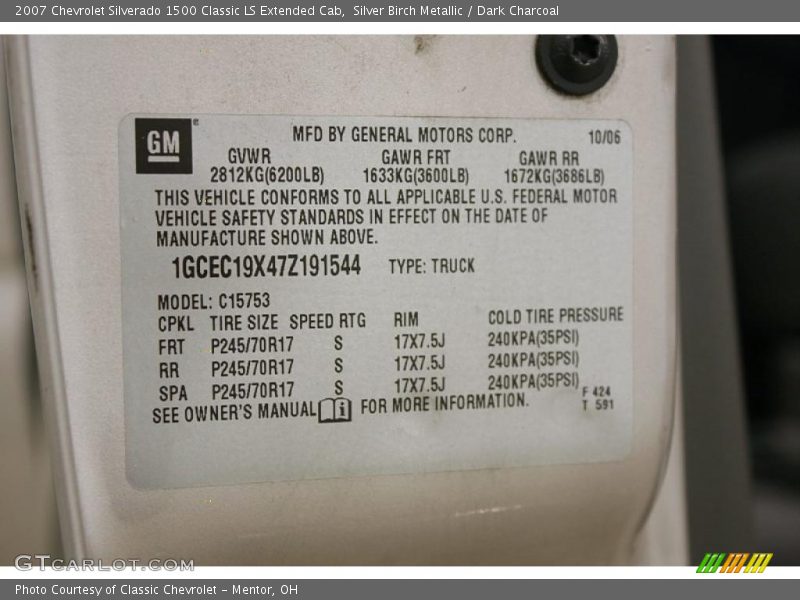 2007 Chevrolet Silverado 1500 Classic LS Extended Cab,  Silver Birch Metallic / Dark Charcoal
GM®
MFD BY GENERAL MOTORS CORP. 10/06
GVWR GAWR FRT GAWR RR
2812KG(6200LB) 1633KG(3600LB) 1672KG(3686LB)
THIS VEHICLE CONFORMS TO ALL APPLICABLE U.S. FEDERAL MOTOR
VEHICLE SAFETY STANDARDS IN EFFECT ON THE DATE OF
MANUFACTURE SHOWN ABOVE.
1GCEC19X47Z191544 TYPE: TRUCK
MODEL: C15753
CPKL TIRE SIZE SPEED RTG RIM COLD TIRE PRESSURE
FRT P245/70R17 S 17X7.5J 240KPA(35PSI)
RR P245/70R17 S 17X7.5J 240KPA(35PSI)
SPA P245/70R17 S 17X7.5J 240KPA(35PSI)
SEE OWNER'S MANUAL FOR MORE INFORMATION.
F 424
T 591
GTCARLOT.COM
Photo Courtesy of Classic Chevrolet - Mentor, OH